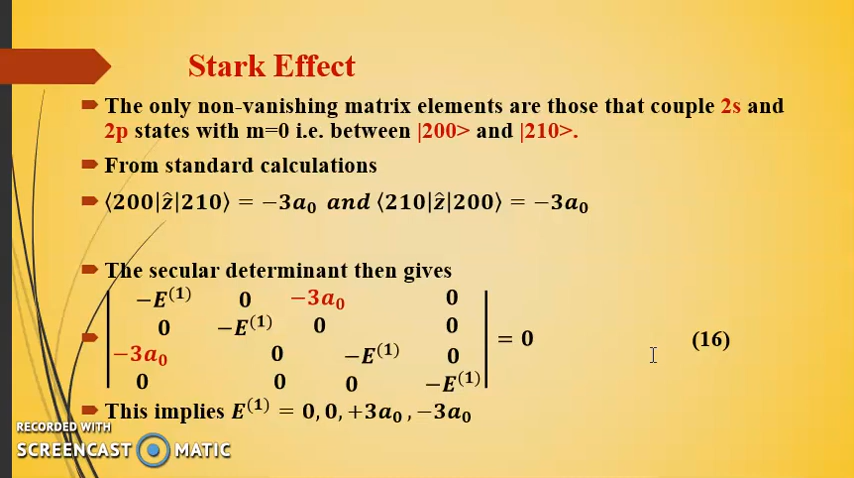 Stark Effect
The only non-vanishing matrix elements are those that couple 2s and
2p states with m=0 i.e. between |200> and |210>.
From standard calculations
⟨200|ẑ|210⟩ = −3a₀ and ⟨210|ẑ|200⟩ = −3a₀
The secular determinant then gives
| −E⁽¹⁾ 0 −3a₀ 0 |
| 0 −E⁽¹⁾ 0 0 |
| −3a₀ 0 −E⁽¹⁾ 0 | = 0 (16)
| 0 0 0 −E⁽¹⁾ |
This implies E⁽¹⁾ = 0, 0, +3a₀ , −3a₀
RECORDED WITH
SCREENCAST MATIC